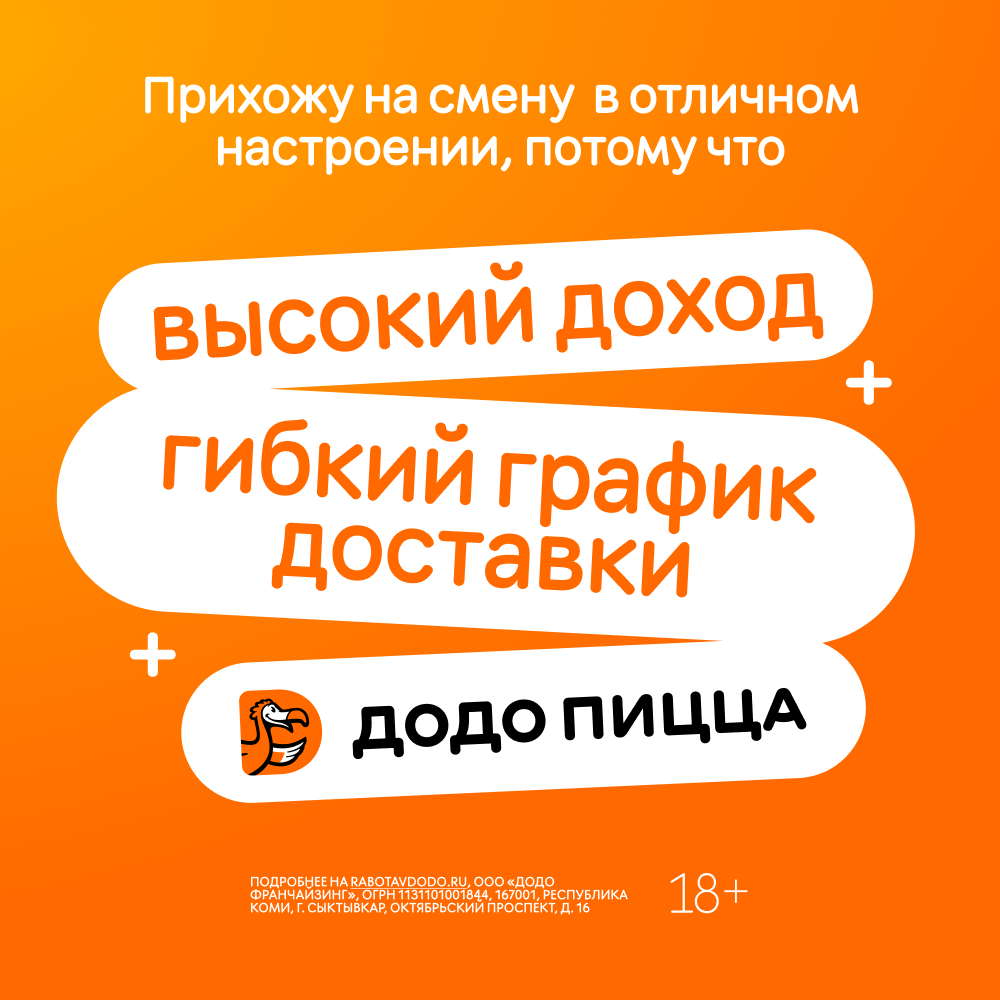 Прихожу на смену в отличном
настроении, потому что
высокий доход
+
гибкий график
доставки
+
ДОДО ПИЦЦА
ПОДРОБНЕЕ НА RABOTAVDODO.RU, ООО «ДОДО
ФРАНЧАЙЗИНГ», ОГРН 1131101001844, 167001, РЕСПУБЛИКА
КОМИ, Г. СЫКТЫВКАР, ОКТЯБРЬСКИЙ ПРОСПЕКТ, Д. 16
18+